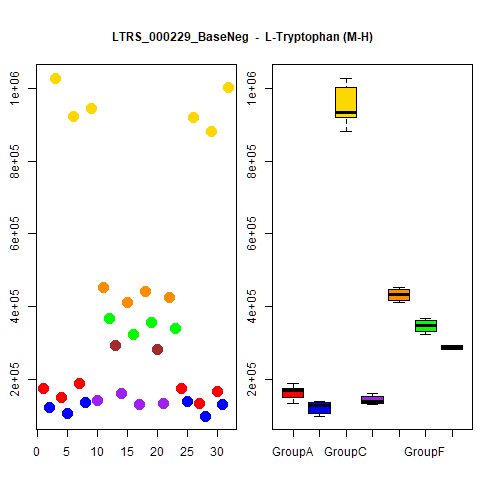 LTRS_000229_BaseNeg - L-Tryptophan (M-H)
1e+06
8e+05
6e+05
4e+05
2e+05
0 5 10 15 20 25 30
1e+06
8e+05
6e+05
4e+05
2e+05
GroupA GroupC GroupF